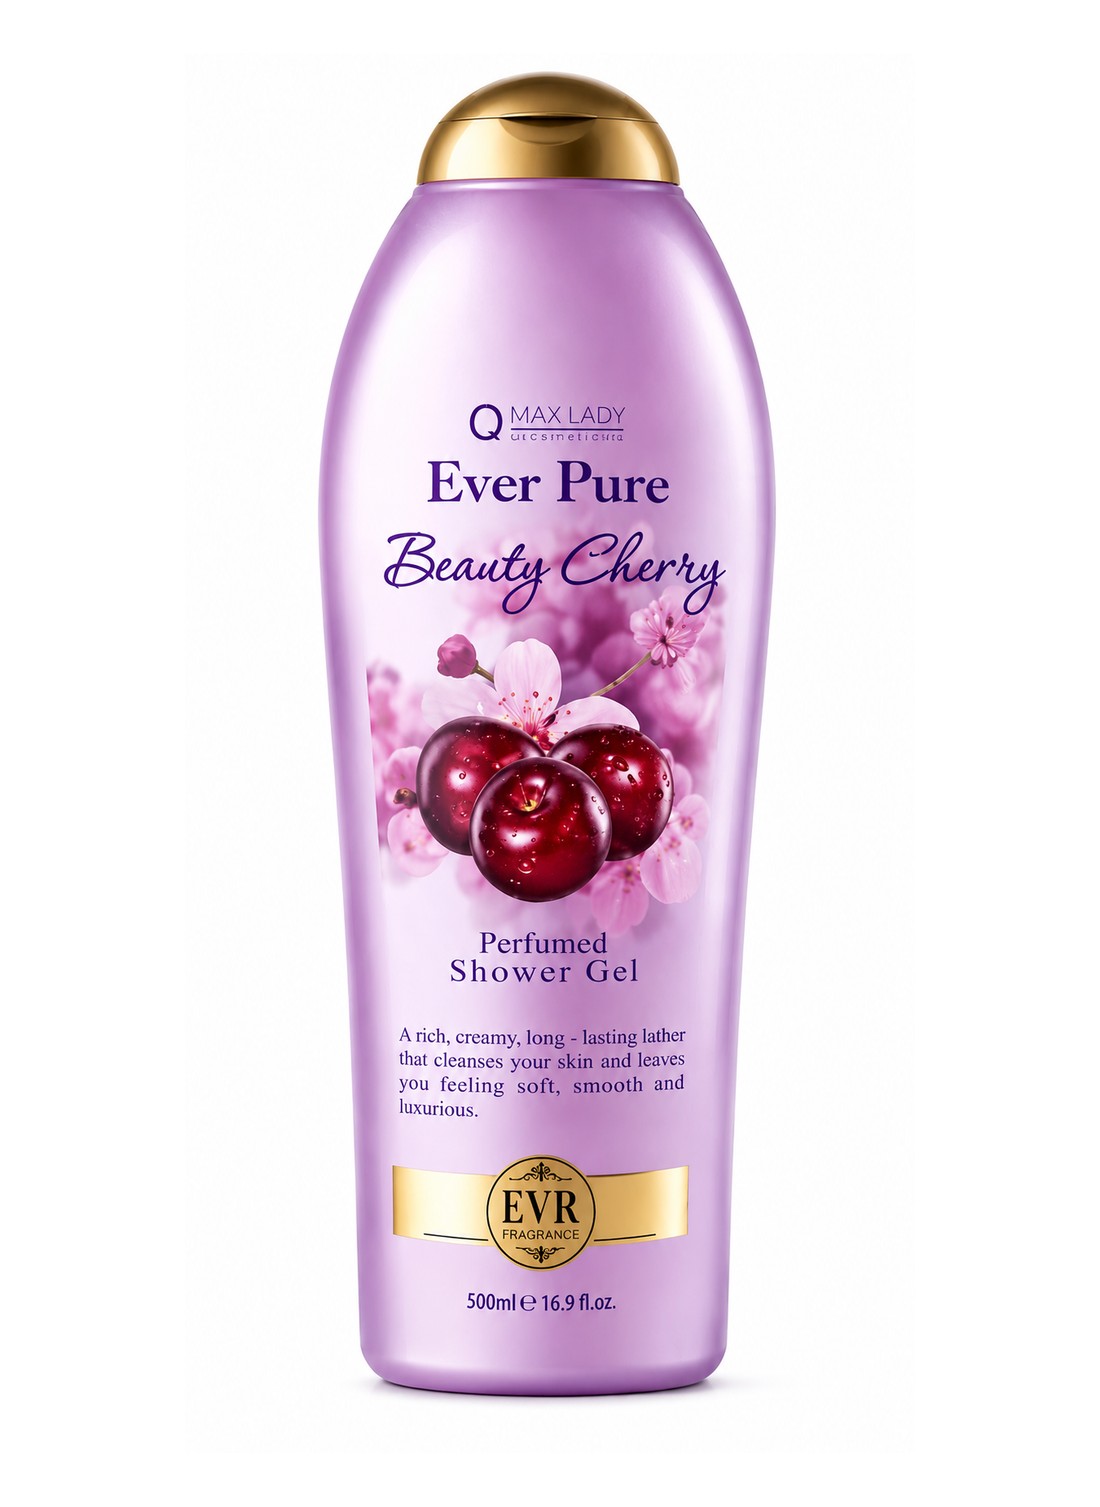 Q MAX LADY
Ever Pure
Beauty Cherry
Perfumed
Shower Gel
A rich, creamy, long - lasting lather
that cleanses your skin and leaves
you feeling soft, smooth and
luxurious.
EVR
FRAGRANCE
500ml ℮ 16.9 fl.oz.